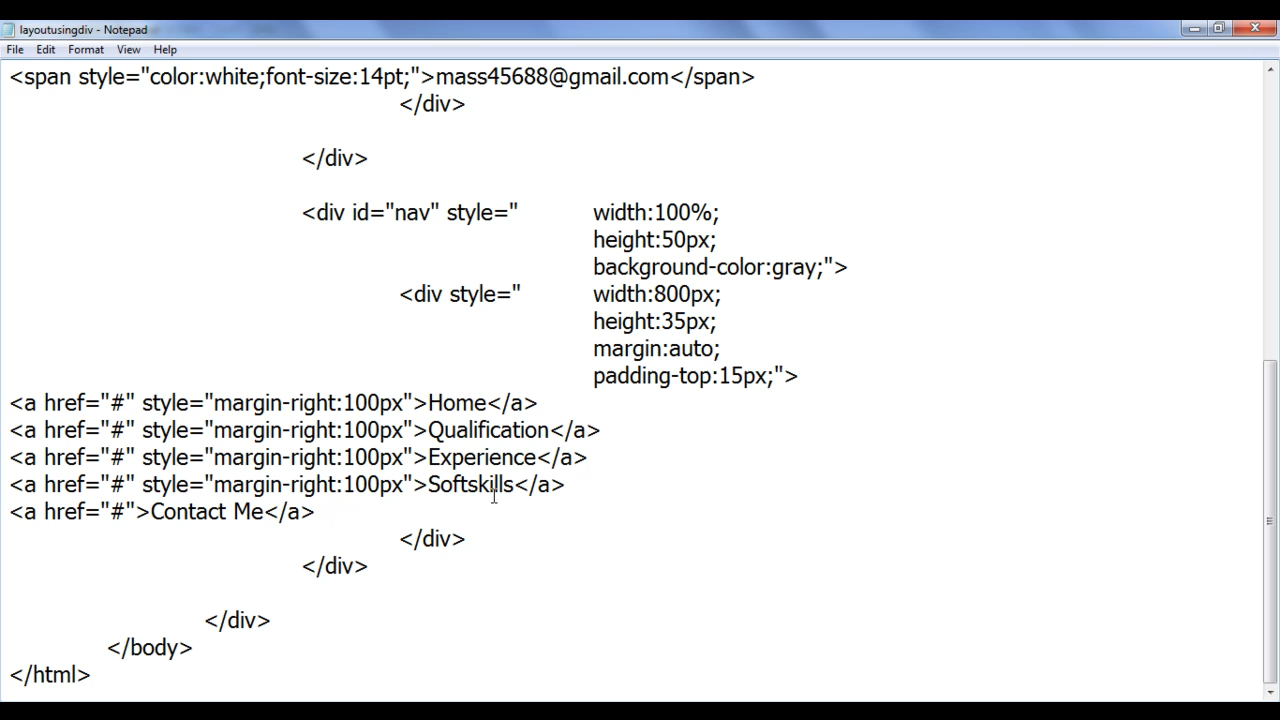 layoutusingdiv - Notepad
File Edit Format View Help
<span style="color:white;font-size:14pt;">mass45688@gmail.com</span>
</div>
</div>
<div id="nav" style=" width:100%;
height:50px;
background-color:gray;">
<div style=" width:800px;
height:35px;
margin:auto;
padding-top:15px;">
<a href="#" style="margin-right:100px">Home</a>
<a href="#" style="margin-right:100px">Qualification</a>
<a href="#" style="margin-right:100px">Experience</a>
<a href="#" style="margin-right:100px">Softskills</a>
<a href="#">Contact Me</a>
</div>
</div>
</div>
</body>
</html>